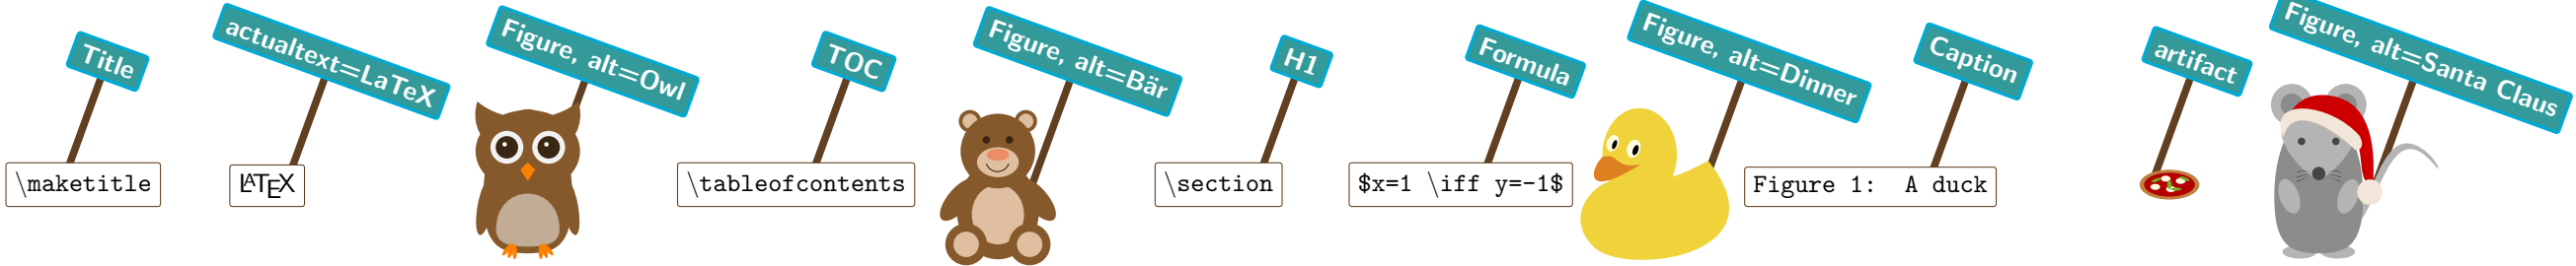 Title
\maketitle
actualtext=LaTeX
LATEX
Figure, alt=Owl
TOC
\tableofcontents
Figure, alt=Bär
H1
\section
Formula
$x=1 \iff y=-1$
Figure, alt=Dinner
Caption
Figure 1: A duck
artifact
Figure, alt=Santa Claus